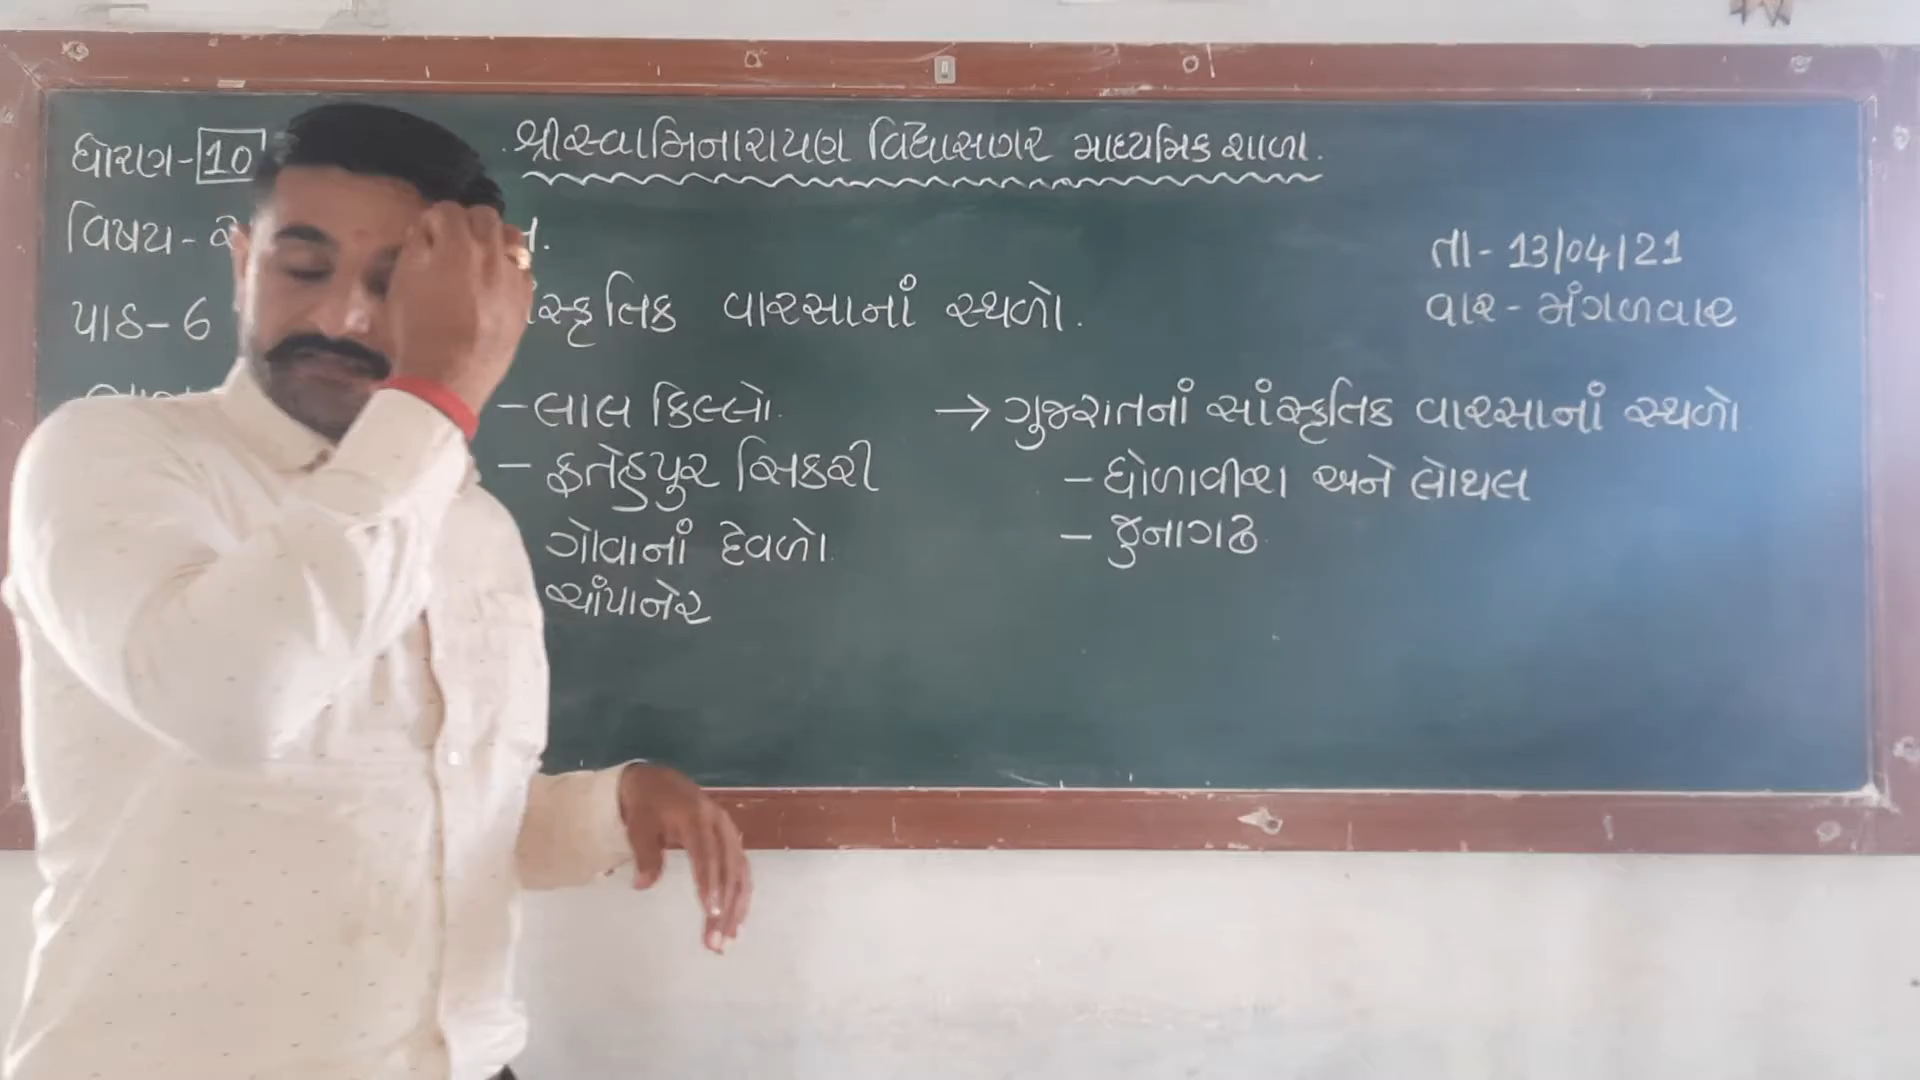 શ્રી સ્વામિનારાયણ વિદ્યાસાગર માધ્યમિક શાળા.
ધોરણ-10
વિષય-
તા-13/04/21
વાર-મંગળવાર
પાઠ-6
વારસાનાં સ્થળો.
-લાલ કિલ્લો.
-ફતેહપુર સિકરી
ગોવાનાં દેવળો.
ચાંપાનેર
→ ગુજરાતનાં સાંસ્કૃતિક વારસાનાં સ્થળો
-ધોળાવીરા અને લોથલ
-જુનાગઢ